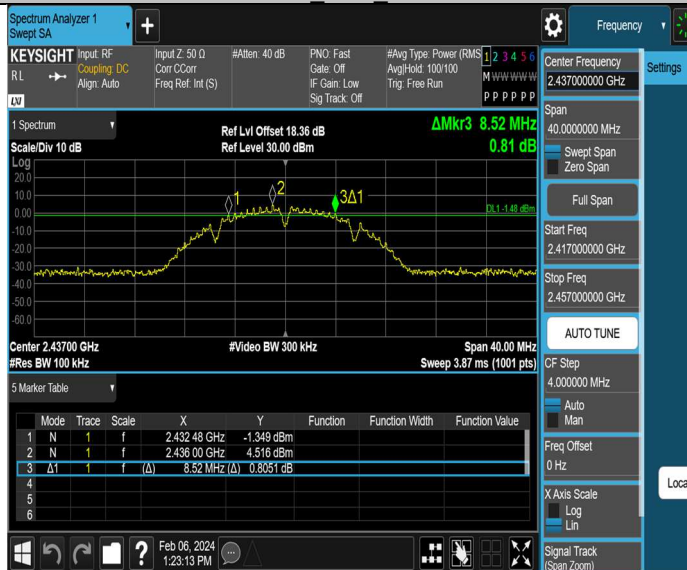 Spectrum Analyzer 1
Swept SA
+
Frequency
KEYSIGHT Input: RF
RL Coupling: DC
Align: Auto
LXI
Input Z: 50 Ω
Corr CCorr
Freq Ref: Int (S)
#Atten: 40 dB
PNO: Fast
Gate: Off
IF Gain: Low
Sig Track: Off
#Avg Type: Power (RMS
Avg|Hold: 100/100
Trig: Free Run
1 2 3 4 5 6
M W W W W W
P P P P P P
1 Spectrum
Scale/Div 10 dB
Ref Lvl Offset 18.36 dB
Ref Level 30.00 dBm
ΔMkr3 8.52 MHz
0.81 dB
Log
20.0
10.0
0.00
-10.0
-20.0
-30.0
-40.0
-50.0
-60.0
1
2
3Δ1
DL1 -1.48 dBm
Center 2.43700 GHz
#Res BW 100 kHz
#Video BW 300 kHz
Span 40.00 MHz
Sweep 3.87 ms (1001 pts)
5 Marker Table
Mode Trace Scale X Y Function Function Width Function Value
1 N 1 f 2.432 48 GHz -1.349 dBm
2 N 1 f 2.436 00 GHz 4.516 dBm
3 Δ1 1 f (Δ) 8.52 MHz (Δ) 0.8051 dB
4
5
6
?
Feb 06, 2024
1:23:13 PM
Center Frequency
2.437000000 GHz
Span
40.0000000 MHz
Swept Span
Zero Span
Full Span
Start Freq
2.417000000 GHz
Stop Freq
2.457000000 GHz
AUTO TUNE
CF Step
4.000000 MHz
Auto
Man
Freq Offset
0 Hz
X Axis Scale
Log
Lin
Signal Track
(Span Zoom)
Settings
Loca